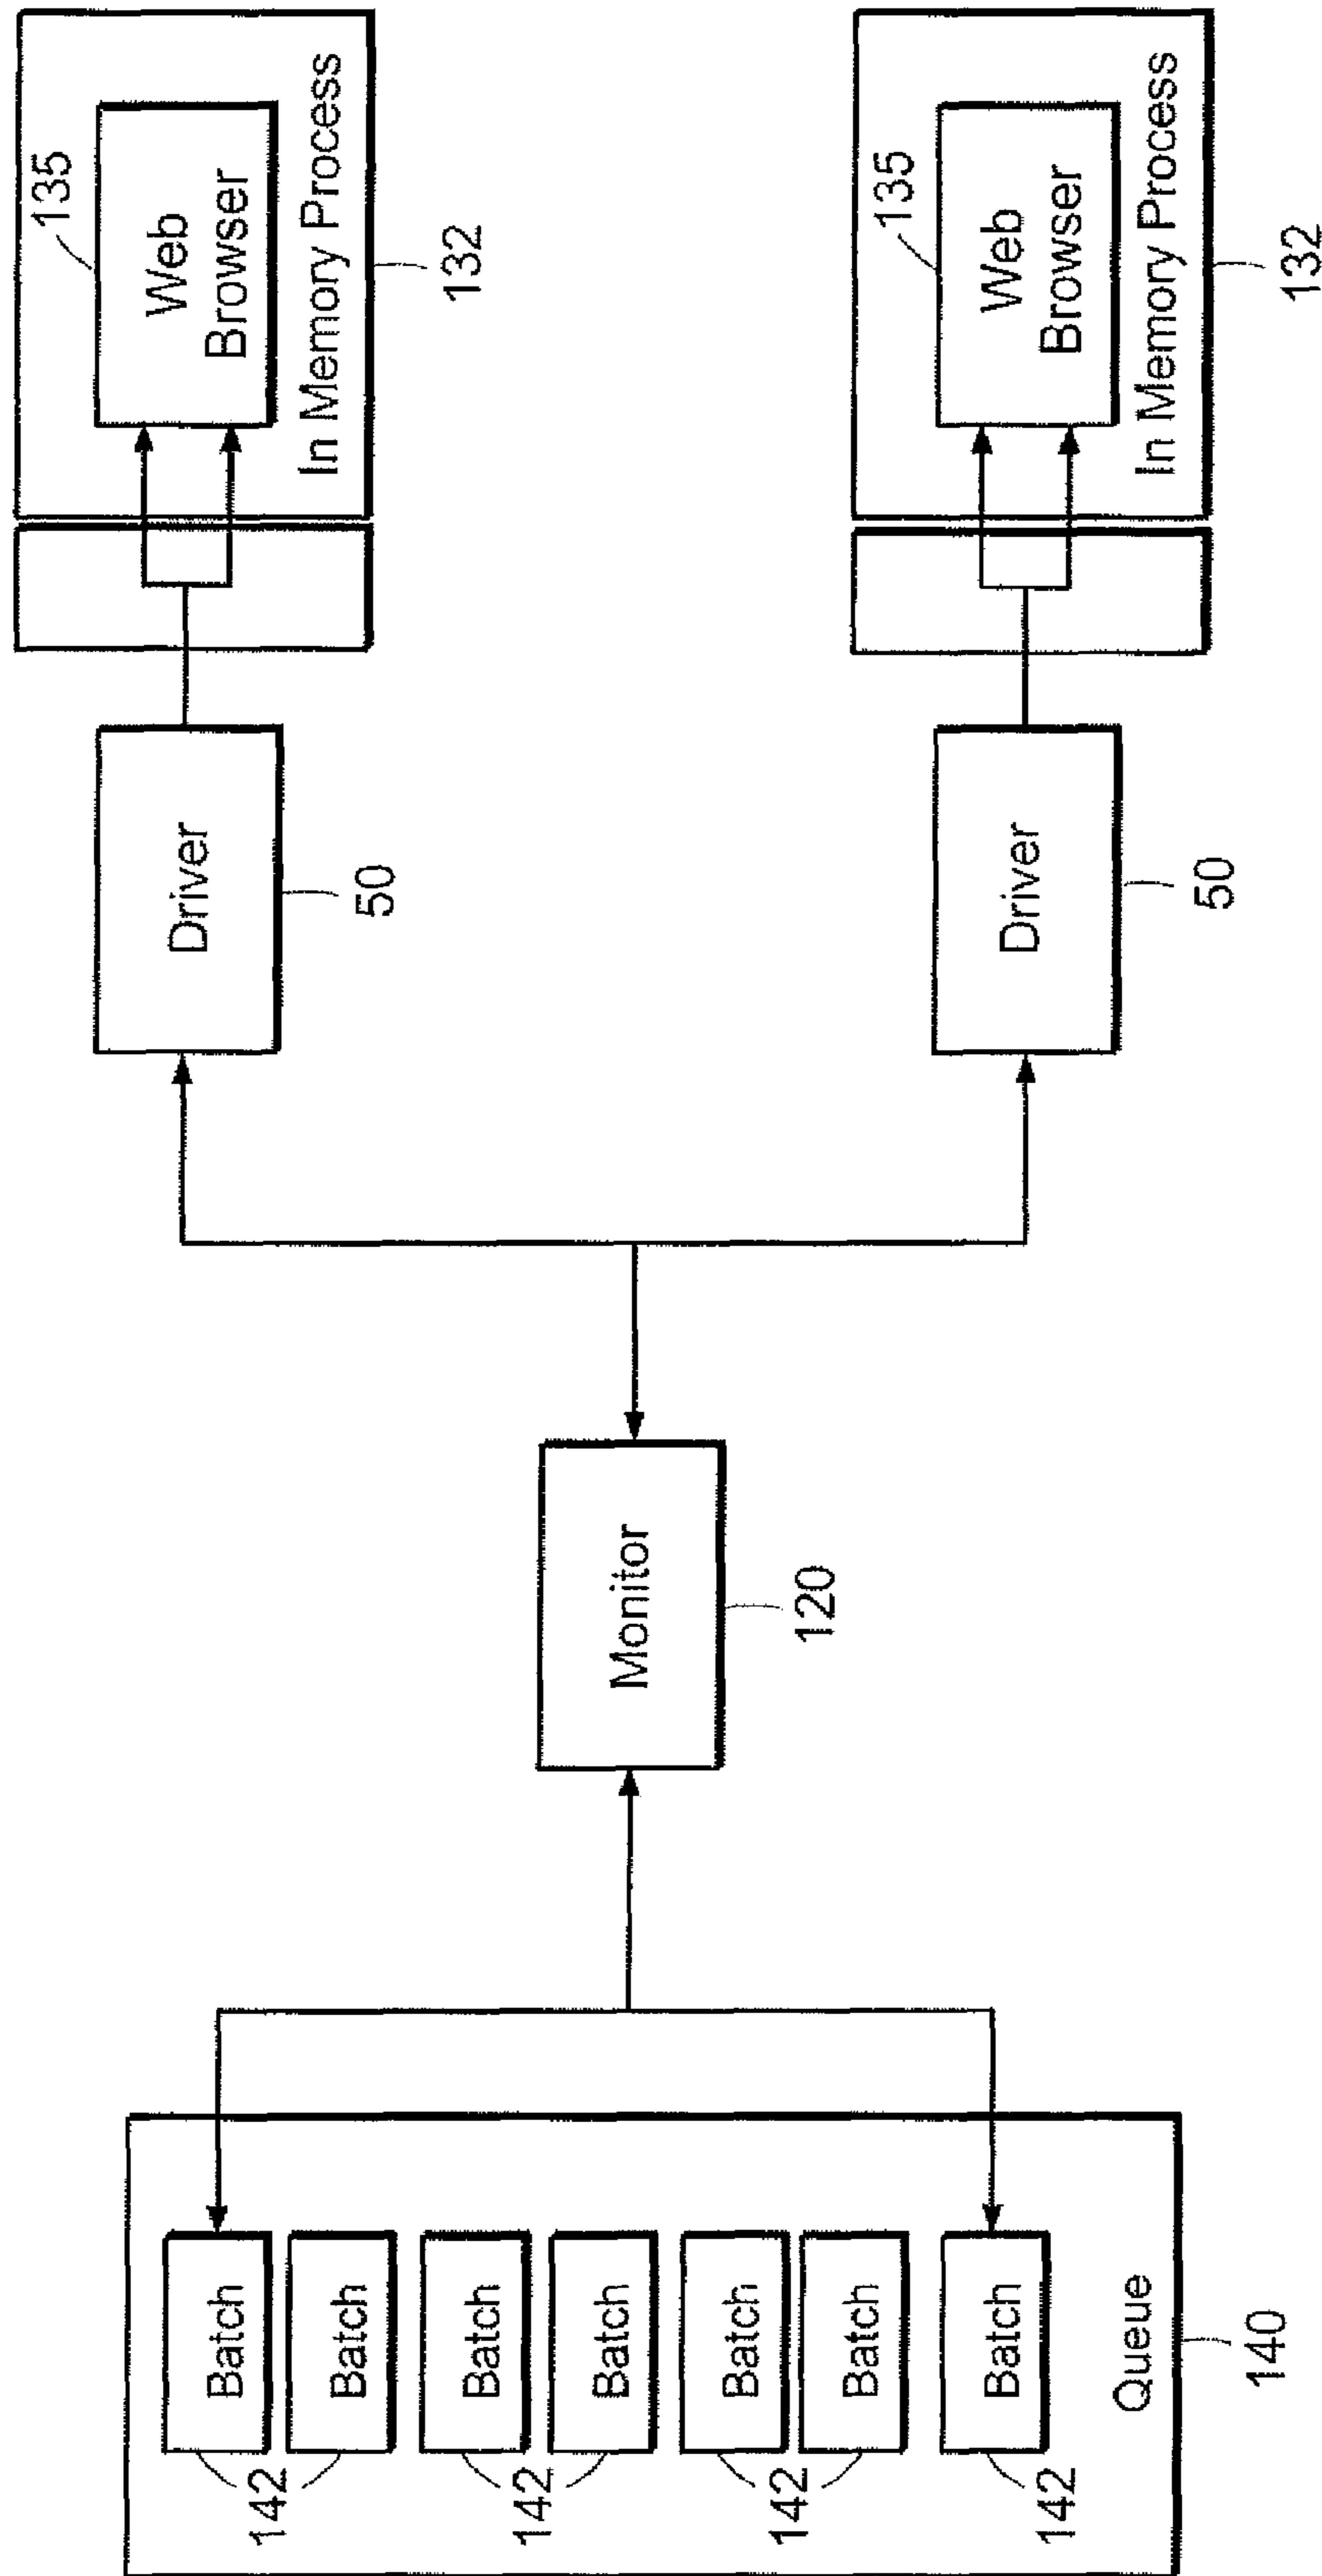 142
Batch
Batch
142
Batch
Batch
142
Batch
Batch
142
Batch
Queue
140
Monitor
120
Driver
50
Driver
50
135
Web
Browser
In Memory Process
132
135
Web
Browser
In Memory Process
132